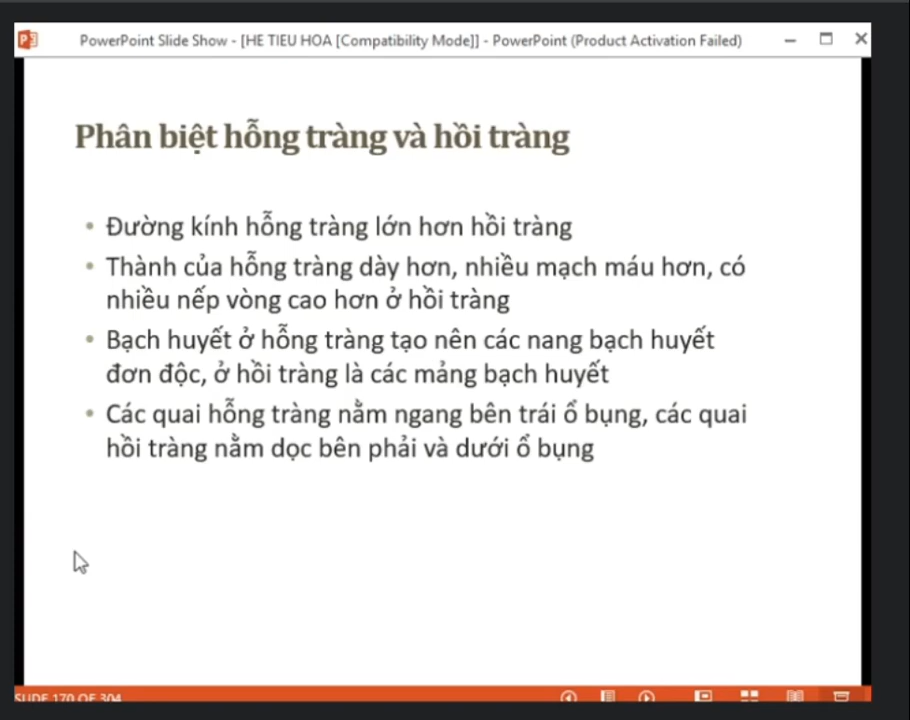 PowerPoint Slide Show - [HE TIEU HOA [Compatibility Mode]] - PowerPoint (Product Activation Failed)
Phân biệt hỗng tràng và hồi tràng
• Đường kính hỗng tràng lớn hơn hồi tràng
• Thành của hỗng tràng dày hơn, nhiều mạch máu hơn, có
nhiều nếp vòng cao hơn ở hồi tràng
• Bạch huyết ở hỗng tràng tạo nên các nang bạch huyết
đơn độc, ở hồi tràng là các mảng bạch huyết
• Các quai hỗng tràng nằm ngang bên trái ổ bụng, các quai
hồi tràng nằm dọc bên phải và dưới ổ bụng
SLIDE 170 OF 304